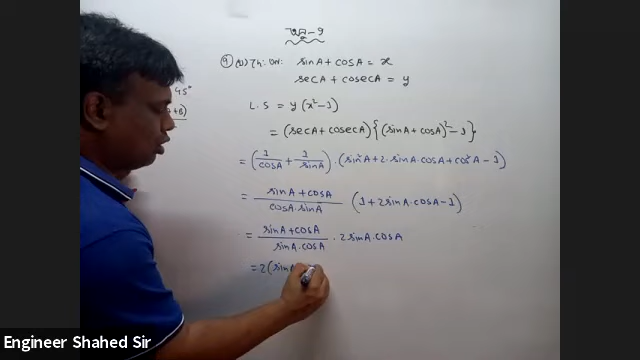 ৯ (b) দে: আছে: sinA + cosA = x
secA + cosecA = y
45°
+B)
L.S = y (x²-1)
= (secA + cosecA) {(sinA + cosA)² - 1}
= (1/cosA + 1/sinA) . (sin²A + 2.sinA.cosA + cos²A - 1)
= sinA + cosA / cosA.sinA (1 + 2sinA.cosA - 1)
= sinA + cosA / sinA.cosA . 2sinA.cosA
= 2(sin
Engineer Shahed Sir